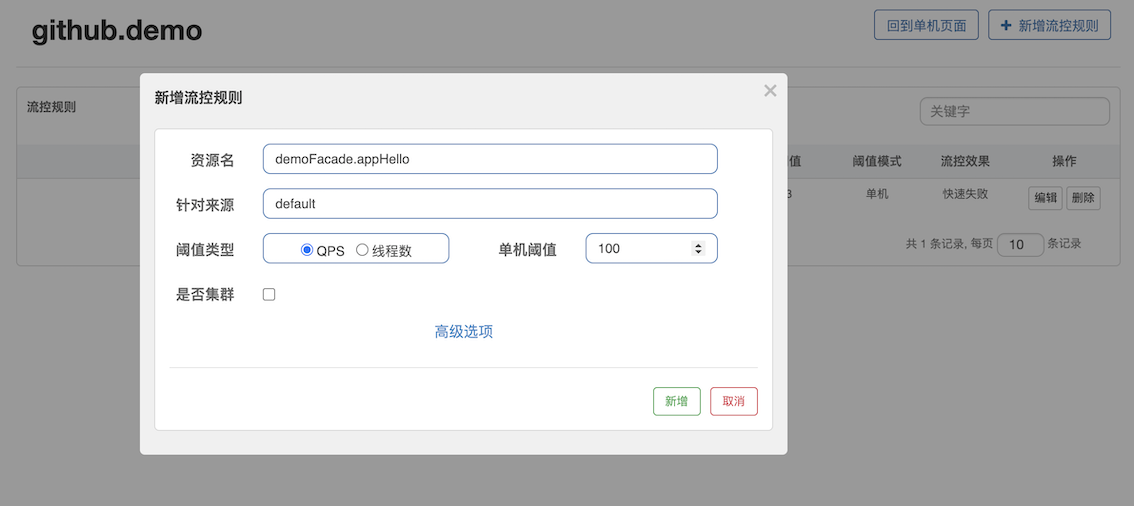 github.demo
回到单机页面
+ 新增流控规则
流控规则
关键字
值 阈值模式 流控效果 操作
3 单机 快速失败 编辑 删除
共 1 条记录, 每页 10 条记录
新增流控规则 ×
资源名 demoFacade.appHello
针对来源 default
阈值类型 QPS 线程数 单机阈值 100
是否集群
高级选项
新增 取消